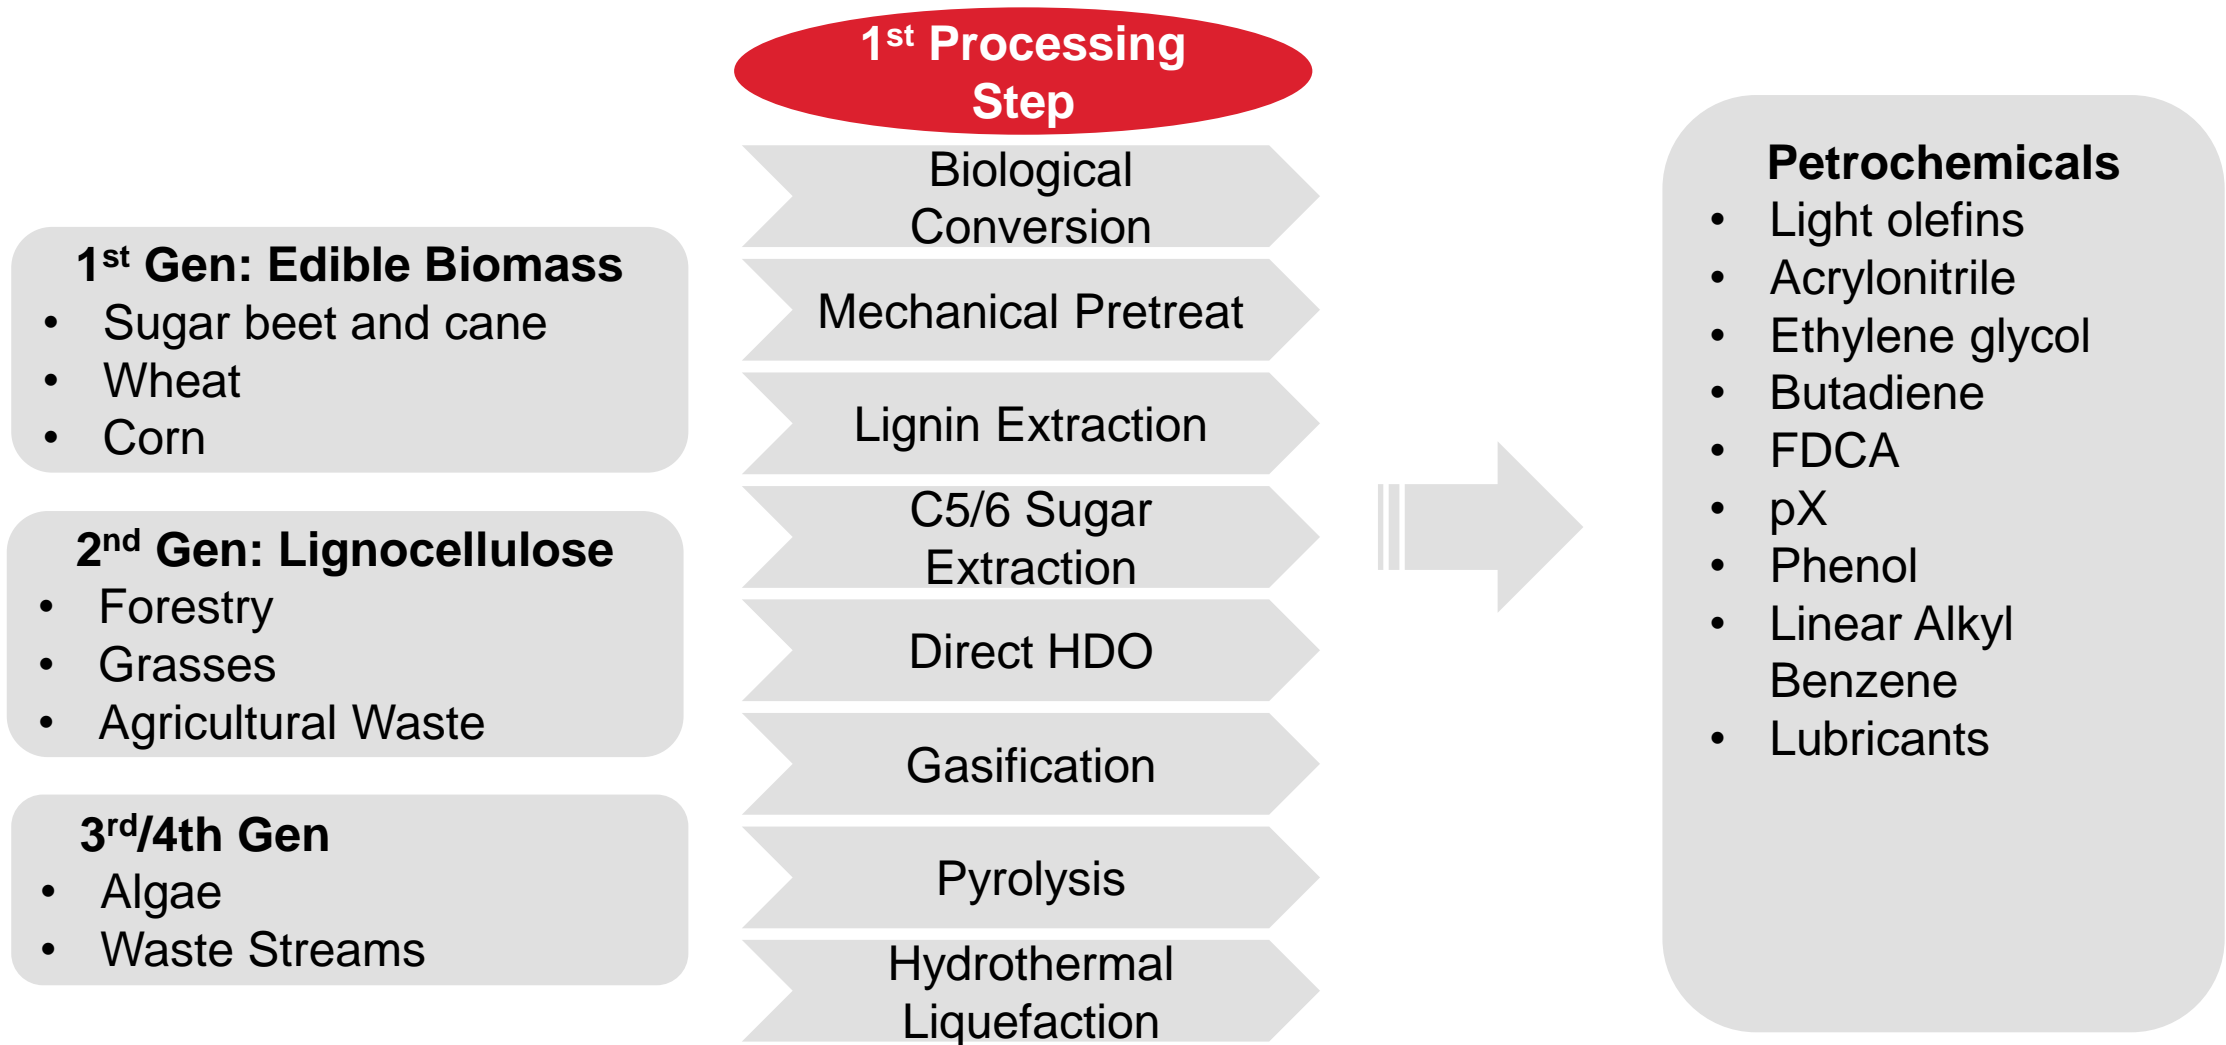 1st Processing
Step
1st Gen: Edible Biomass
• Sugar beet and cane
• Wheat
• Corn
2nd Gen: Lignocellulose
• Forestry
• Grasses
• Agricultural Waste
3rd/4th Gen
• Algae
• Waste Streams
Biological
Conversion
Mechanical Pretreat
Lignin Extraction
C5/6 Sugar
Extraction
Direct HDO
Gasification
Pyrolysis
Hydrothermal
Liquefaction
Petrochemicals
• Light olefins
• Acrylonitrile
• Ethylene glycol
• Butadiene
• FDCA
• pX
• Phenol
• Linear Alkyl
Benzene
• Lubricants